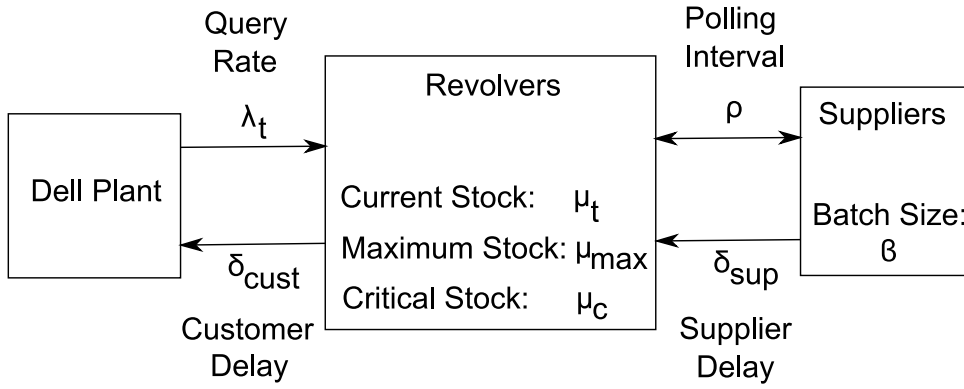 Query
Rate
λt
Dell Plant
δcust
Customer
Delay
Revolvers
Current Stock: μt
Maximum Stock: μmax
Critical Stock: μc
Polling
Interval
ρ
δsup
Supplier
Delay
Suppliers
Batch Size:
β